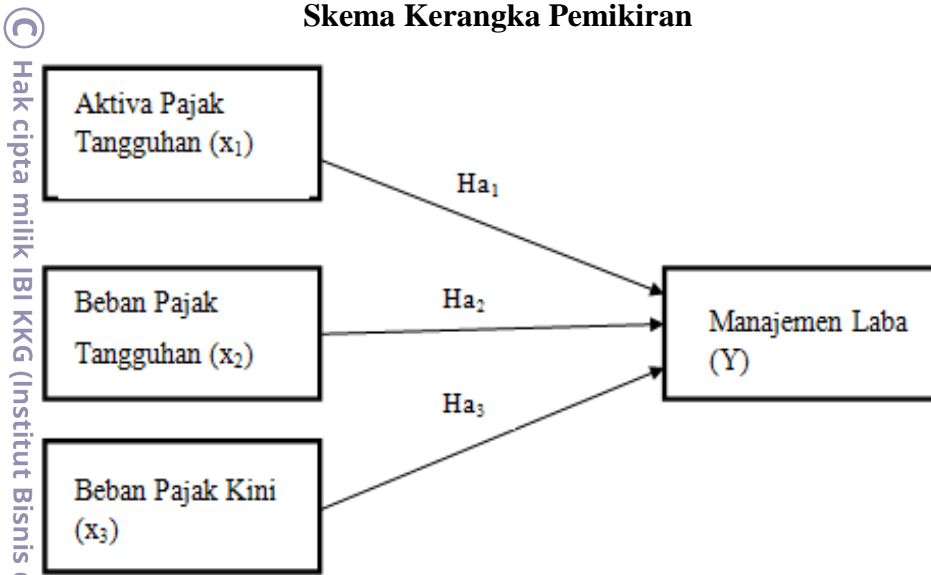 Skema Kerangka Pemikiran
© Hak cipta milik IBI KKG (Institut Bisnis
Aktiva Pajak
Tangguhan (x₁)
Ha₁
Beban Pajak
Tangguhan (x₂)
Ha₂
Manajemen Laba
(Y)
Ha₃
Beban Pajak Kini
(x₃)